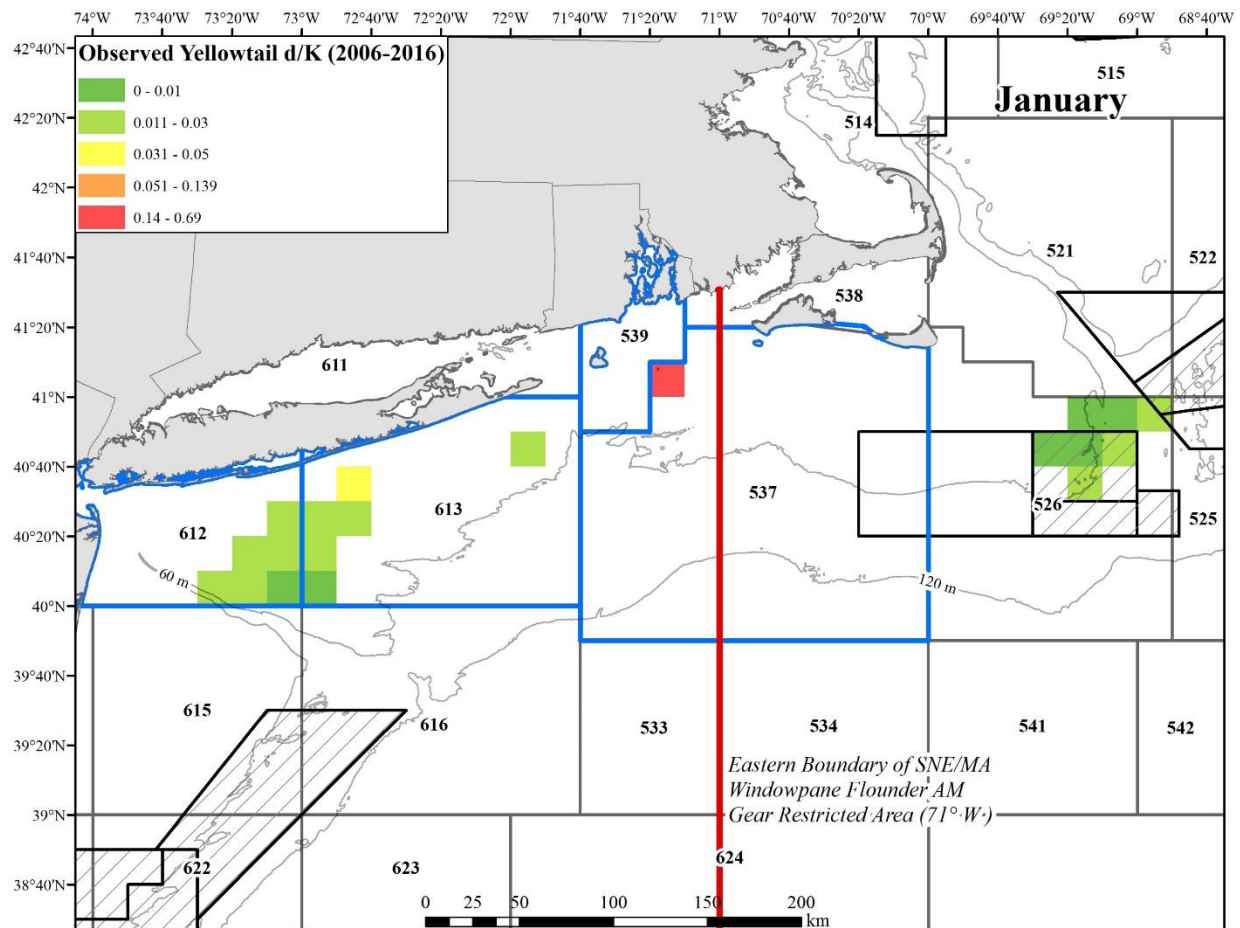 74°W 73°40'W 73°20'W 73°W 72°40'W 72°20'W 72°W 71°40'W 71°20'W 71°W 70°40'W 70°20'W 70°W 69°40'W 69°20'W 69°W 68°40'W
42°40'N
42°20'N
42°N
41°40'N
41°20'N
41°N
40°40'N
40°20'N
40°N
39°40'N
39°20'N
39°N
38°40'N
Observed Yellowtail d/K (2006-2016)
0 - 0.01
0.011 - 0.03
0.031 - 0.05
0.051 - 0.139
0.14 - 0.69
January
515
514
521
522
538
539
611
537
613
612
526
525
60 m
120 m
615
616
533
534
541
542
Eastern Boundary of SNE/MA
Windowpane Flounder AM
Gear Restricted Area (71° W)
622
623
624
0 25 50 100 150 200
km